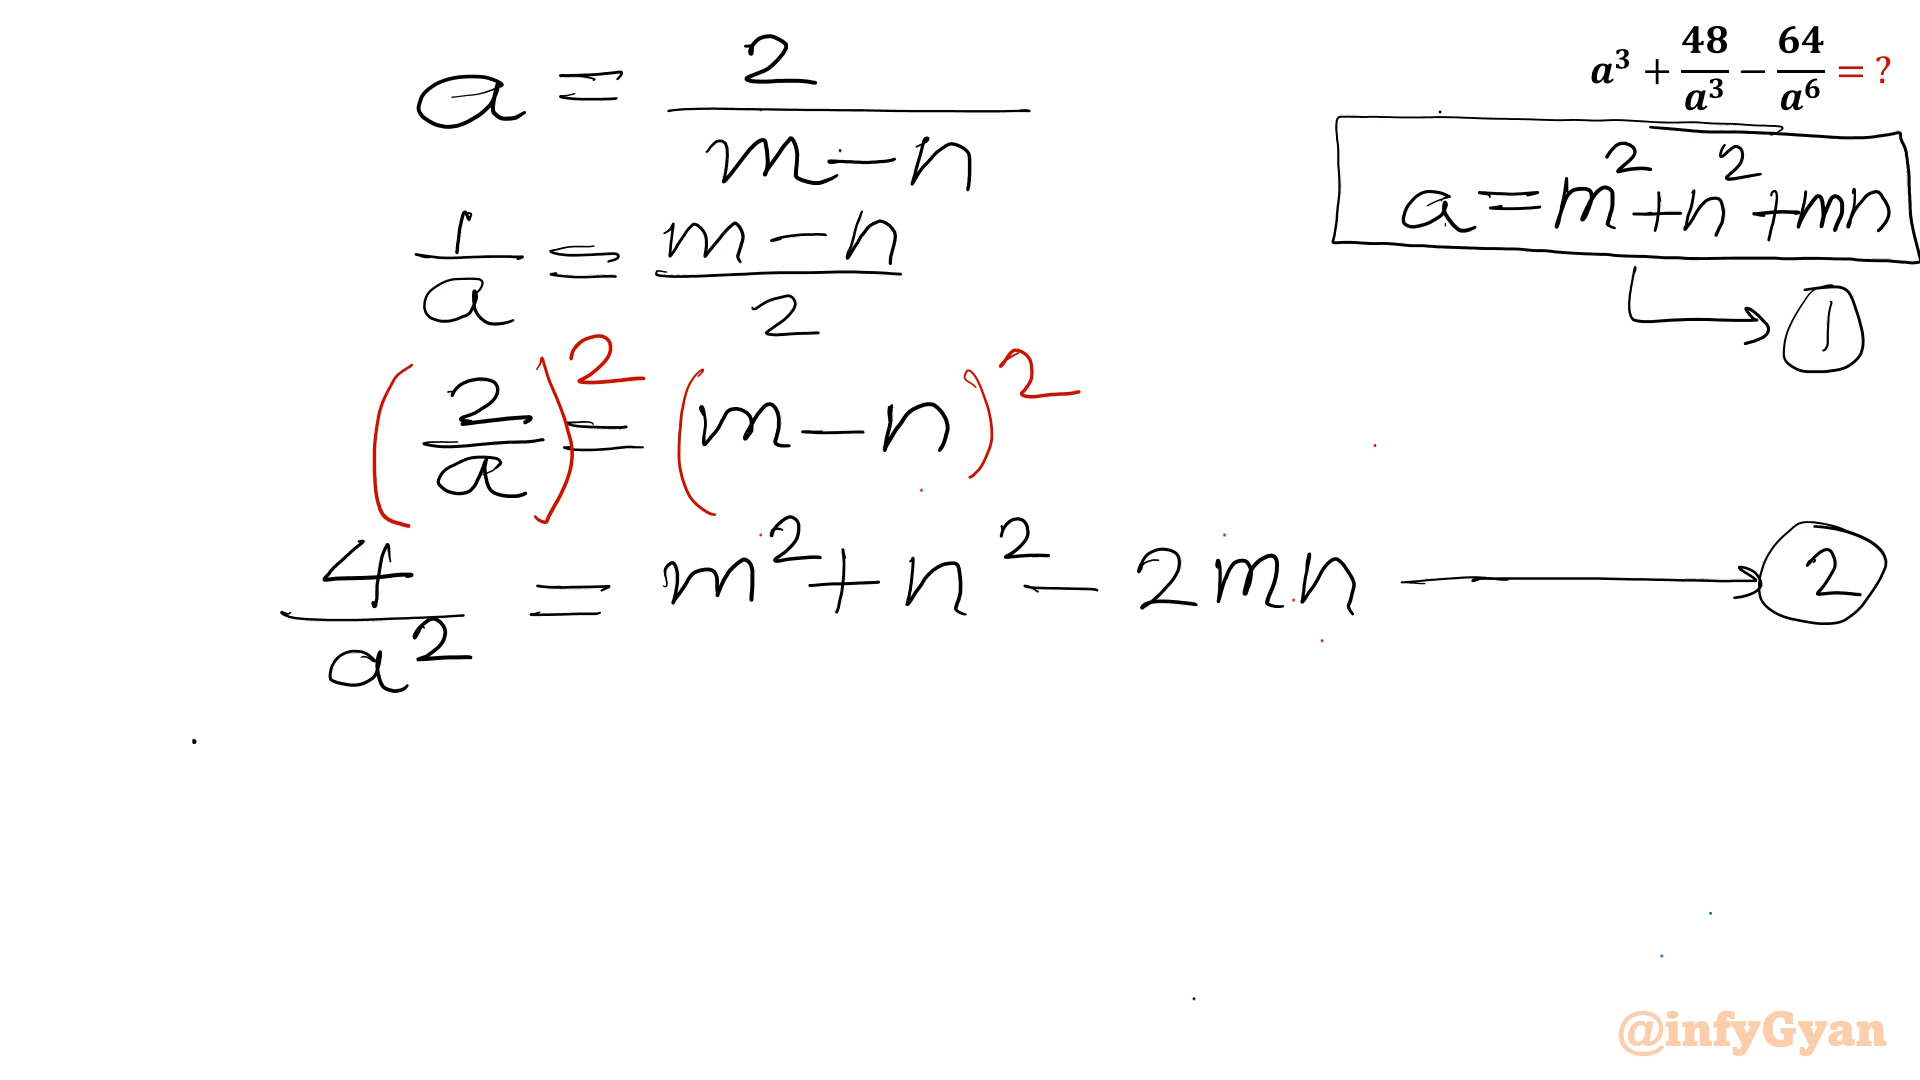 a³ + 48/a³ − 64/a⁶ = ?
a = 2/(m − n)
a = m² + n² + mn
1/a = (m − n)/2
→ 1
(2/a)² = (m − n)²
4/a² = m² + n² − 2mn → 2
@infyGyan